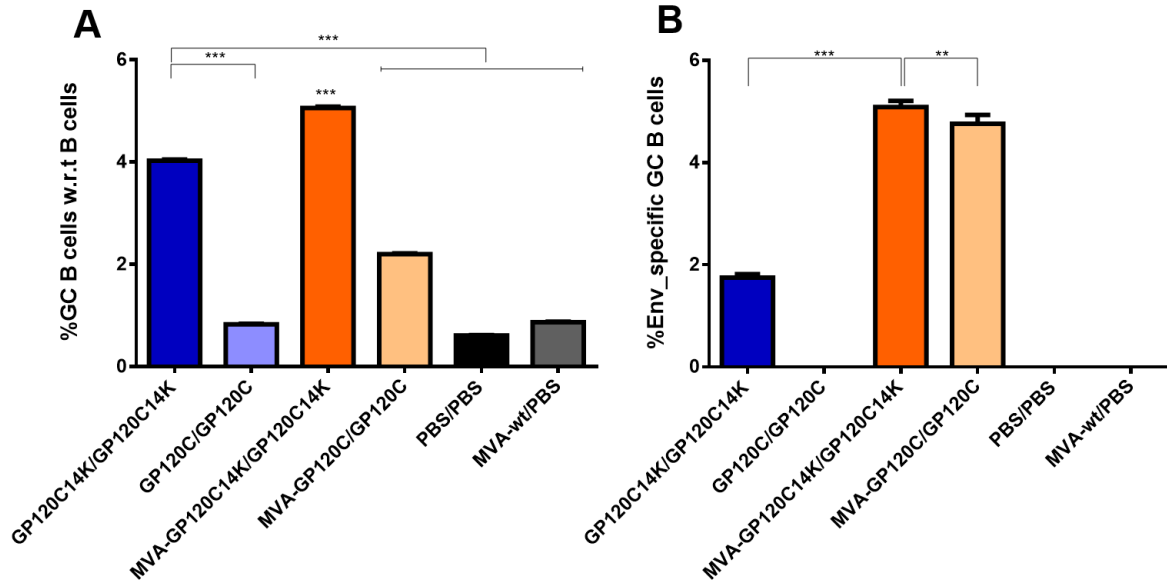 A
%GC B cells w.r.t B cells
6
4
2
0
***
***
***
GP120C14K/GP120C14K
GP120C/GP120C
MVA-GP120C14K/GP120C14K
MVA-GP120C/GP120C
PBS/PBS
MVA-wt/PBS
B
%Env_specific GC B cells
6
4
2
0
***
**
GP120C14K/GP120C14K
GP120C/GP120C
MVA-GP120C14K/GP120C14K
MVA-GP120C/GP120C
PBS/PBS
MVA-wt/PBS